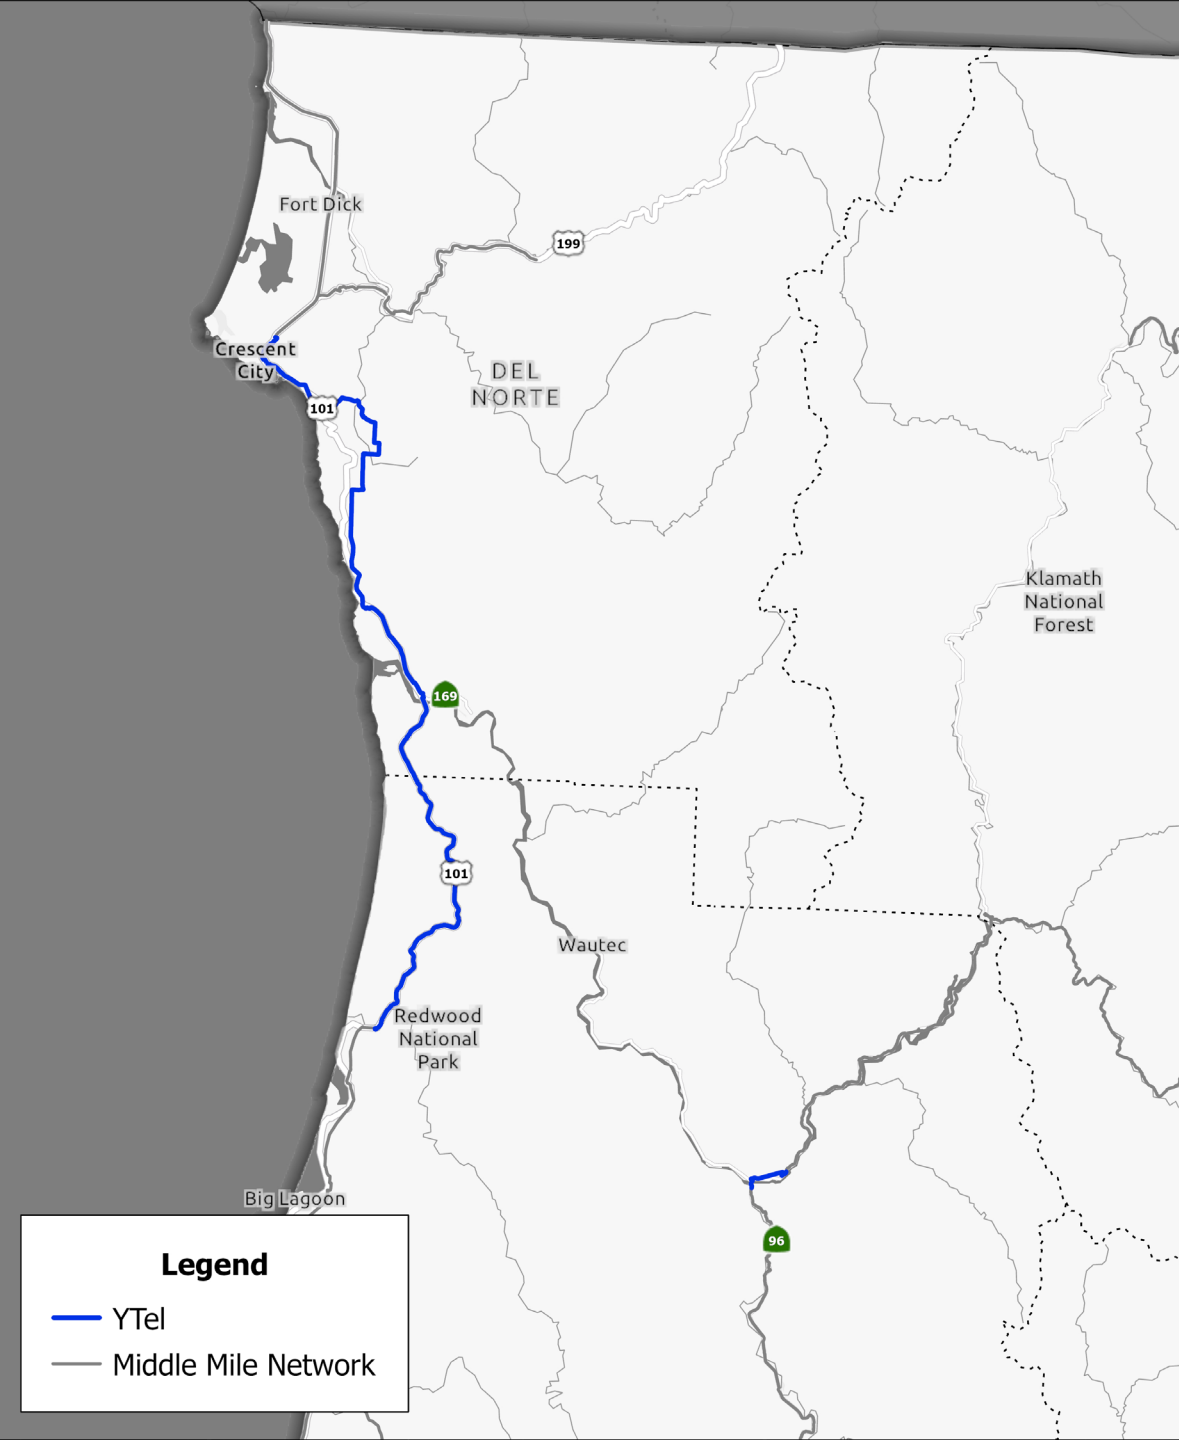 Fort Dick
199
Crescent
City
DEL
NORTE
101
Klamath
National
Forest
169
101
Wautec
Redwood
National
Park
Big Lagoon
96
Legend
YTel
Middle Mile Network